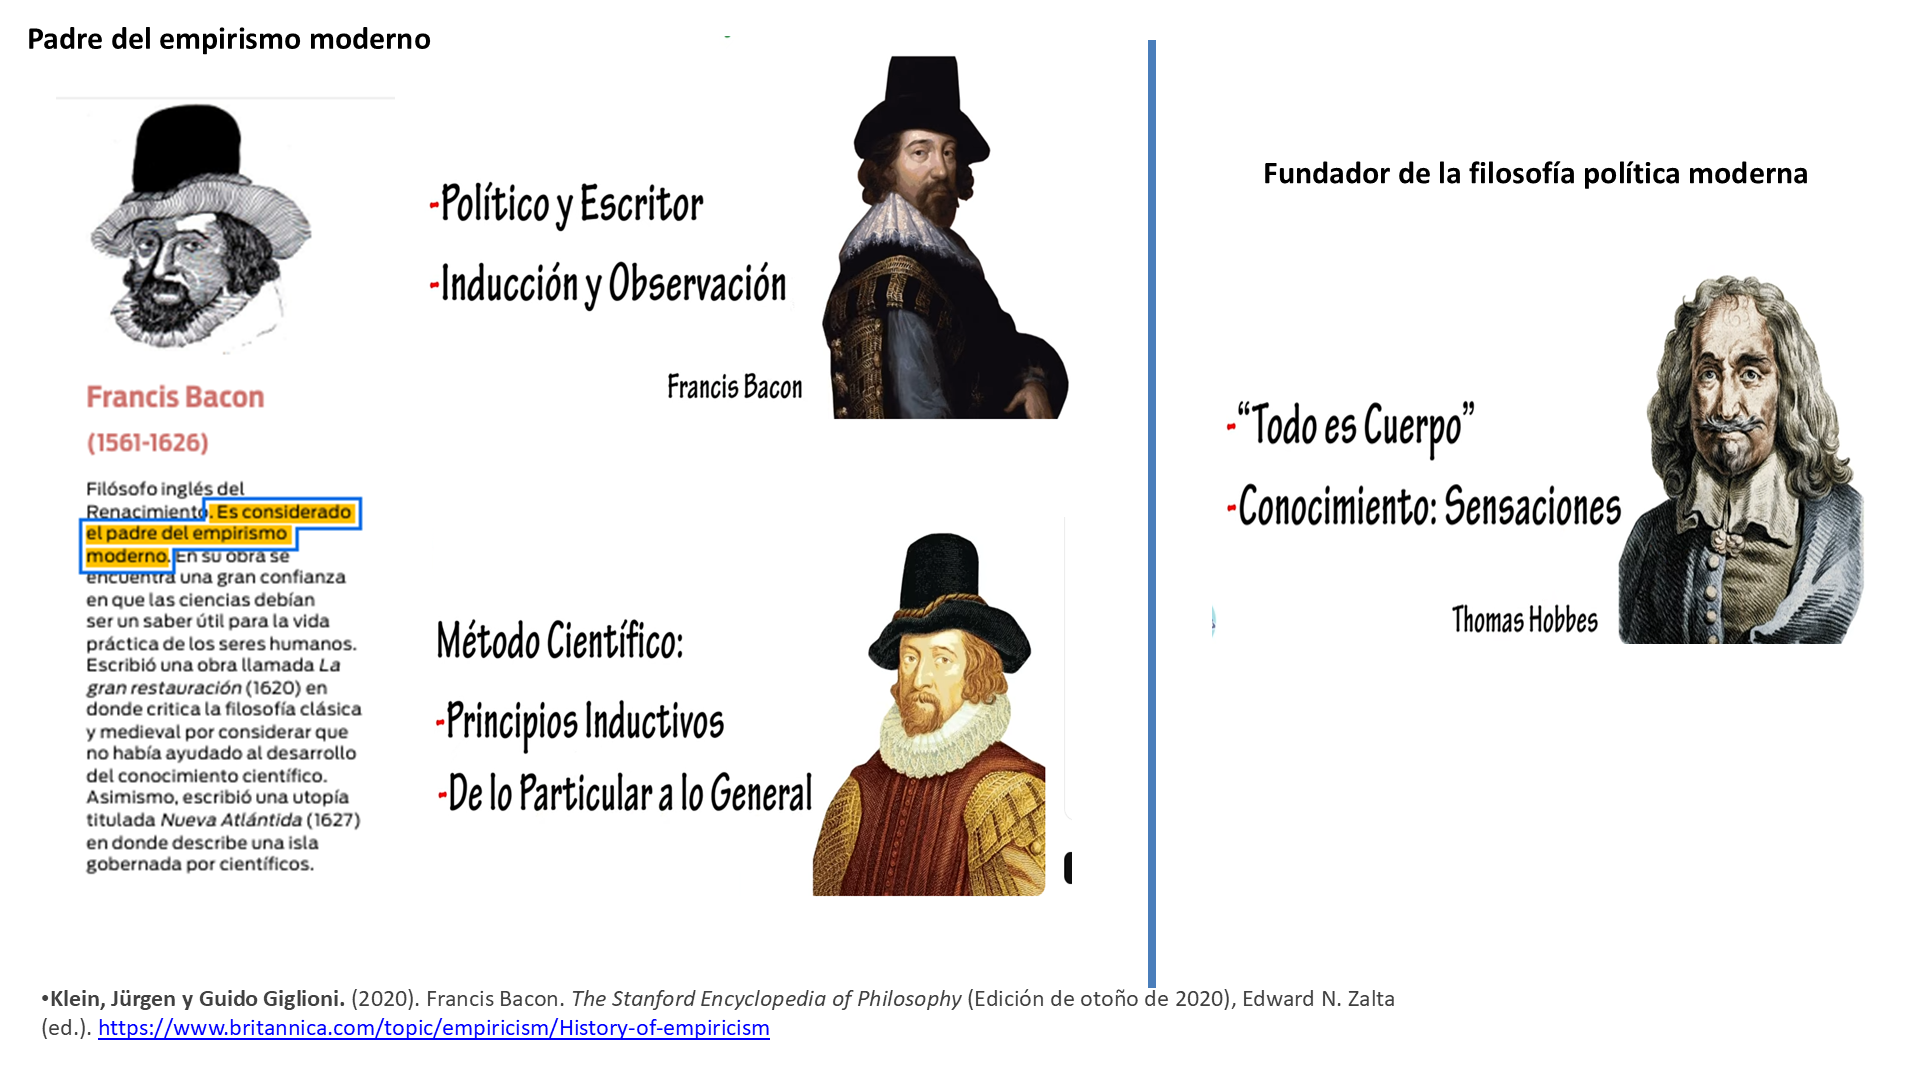 Padre del empirismo moderno
Francis Bacon
(1561-1626)
Filósofo inglés del
Renacimiento. Es considerado
el padre del empirismo
moderno. En su obra se
encuentra una gran confianza
en que las ciencias debían
ser un saber útil para la vida
práctica de los seres humanos.
Escribió una obra llamada La
gran restauración (1620) en
donde critica la filosofía clásica
y medieval por considerar que
no había ayudado al desarrollo
del conocimiento científico.
Asimismo, escribió una utopía
titulada Nueva Atlántida (1627)
en donde describe una isla
gobernada por científicos.
-Político y Escritor
-Inducción y Observación
Francis Bacon
Método Científico:
-Principios Inductivos
-De lo Particular a lo General
Fundador de la filosofía política moderna
-“Todo es Cuerpo”
-Conocimiento: Sensaciones
Thomas Hobbes
•Klein, Jürgen y Guido Giglioni. (2020). Francis Bacon. The Stanford Encyclopedia of Philosophy (Edición de otoño de 2020), Edward N. Zalta
(ed.). https://www.britannica.com/topic/empiricism/History-of-empiricism